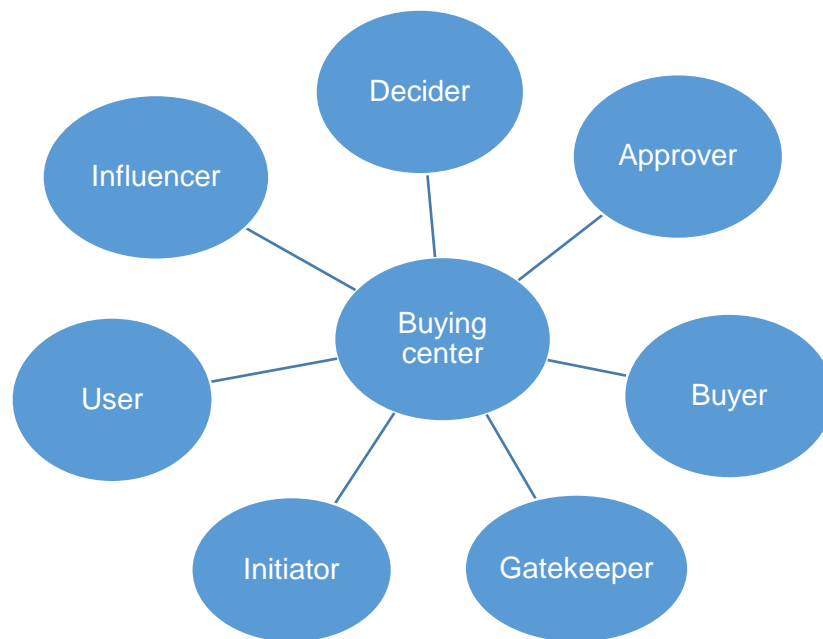 Decider
Approver
Influencer
Buying
center
User
Buyer
Initiator
Gatekeeper